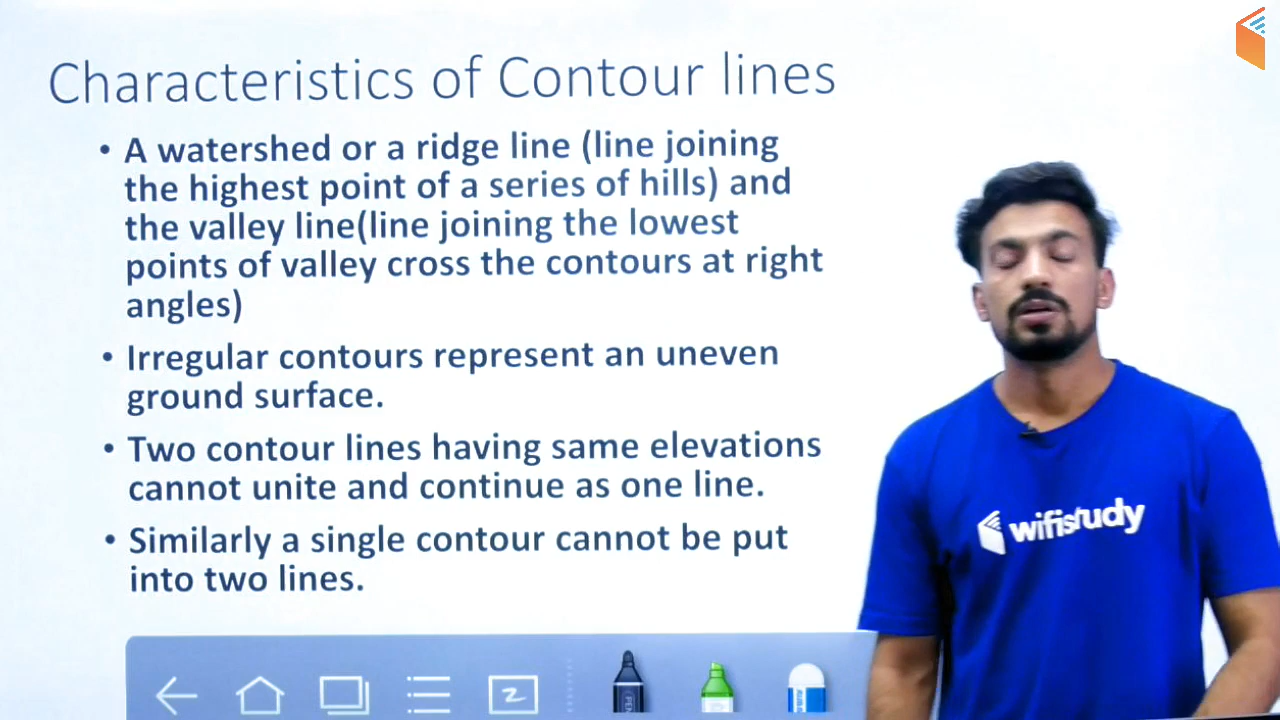 Characteristics of Contour lines
• A watershed or a ridge line (line joining
the highest point of a series of hills) and
the valley line(line joining the lowest
points of valley cross the contours at right
angles)
• Irregular contours represent an uneven
ground surface.
• Two contour lines having same elevations
cannot unite and continue as one line.
• Similarly a single contour cannot be put
into two lines.
wifistudy